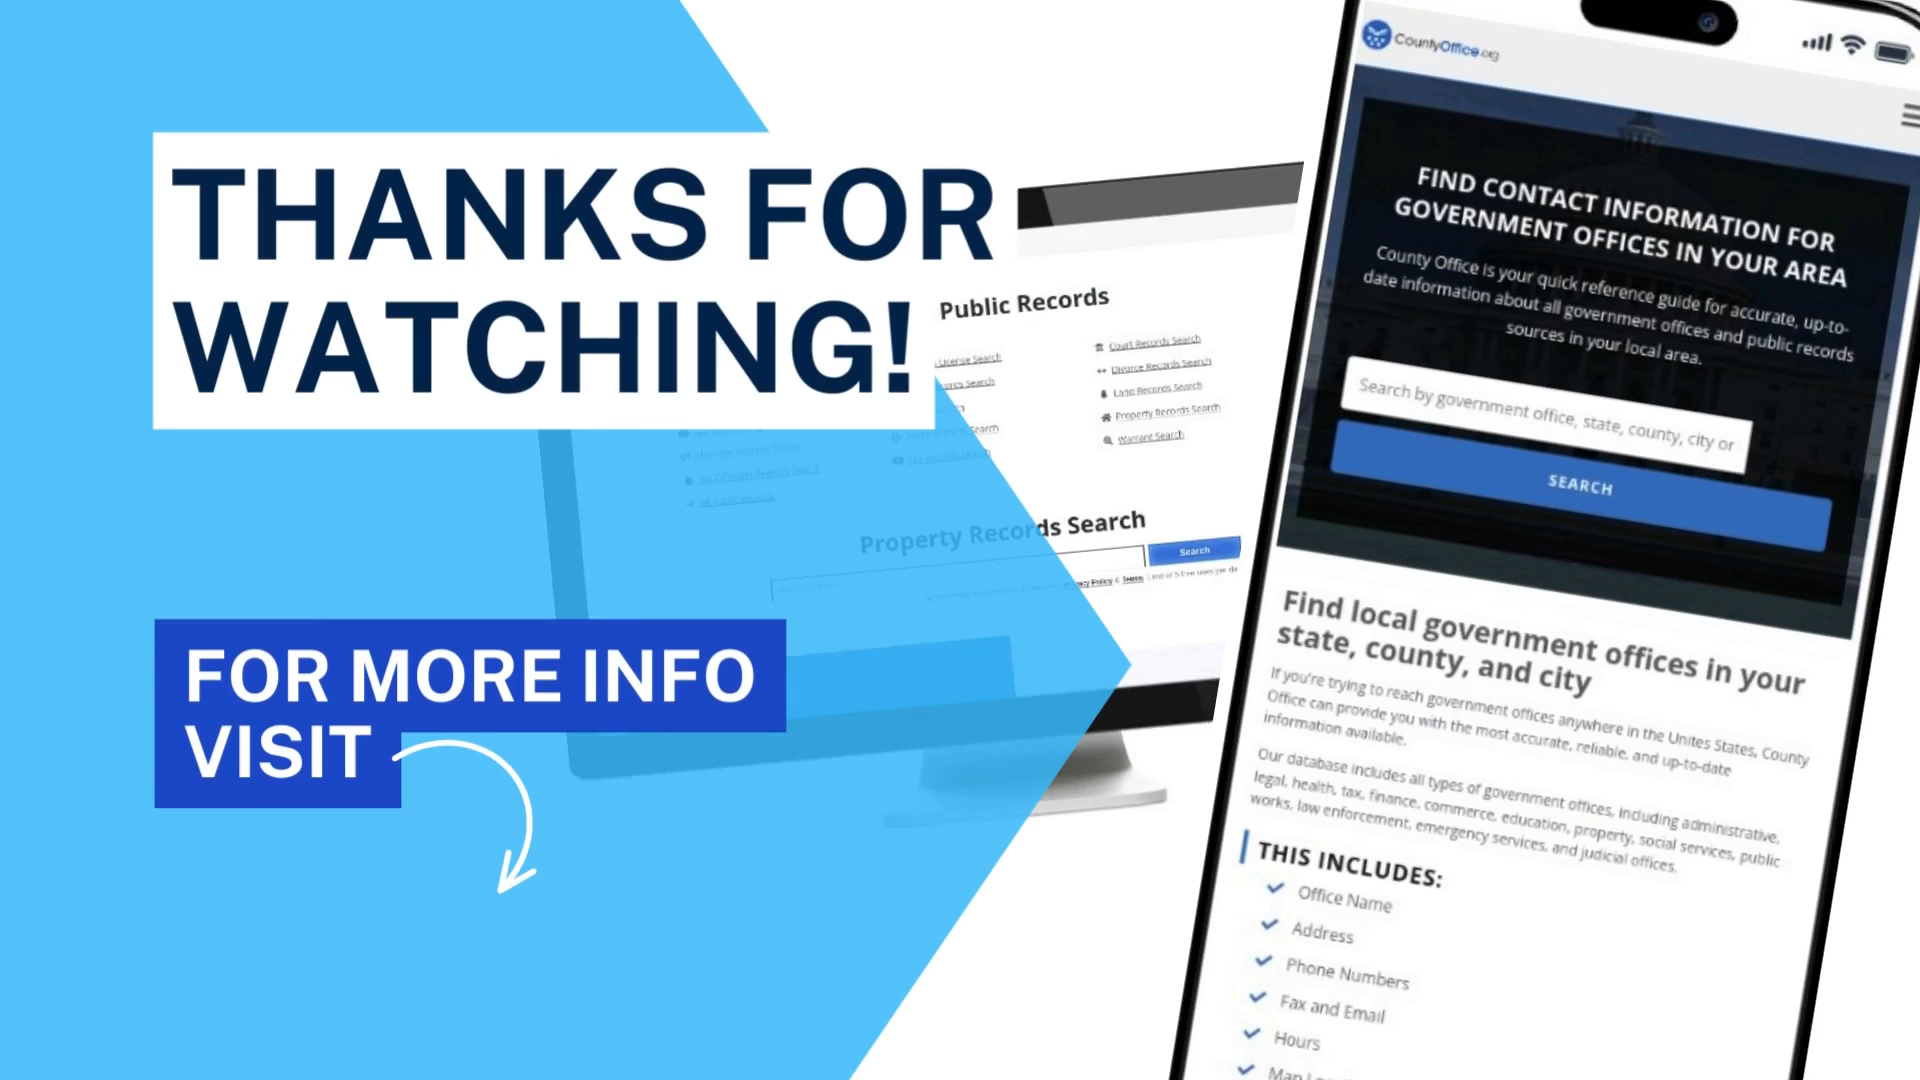 THANKS FOR
WATCHING!
FOR MORE INFO
VISIT
Public Records
License Search
Search
Search
Court Records Search
Divorce Records Search
Land Records Search
Property Records Search
Warrant Search
Property Records Search
Search
Policy & Terms
CountyOffice.org
FIND CONTACT INFORMATION FOR
GOVERNMENT OFFICES IN YOUR AREA
County Office is your quick reference guide for accurate, up-to-
date information about all government offices and public records
sources in your local area.
Search by government office, state, county, city or
SEARCH
Find local government offices in your
state, county, and city
If you're trying to reach government offices anywhere in the Unites States, County
Office can provide you with the most accurate, reliable, and up-to-date
information available.
Our database includes all types of government offices, including administrative,
legal, health, tax, finance, commerce, education, property, social services, public
works, law enforcement, emergency services, and judicial offices.
THIS INCLUDES:
Office Name
Address
Phone Numbers
Fax and Email
Hours
Map